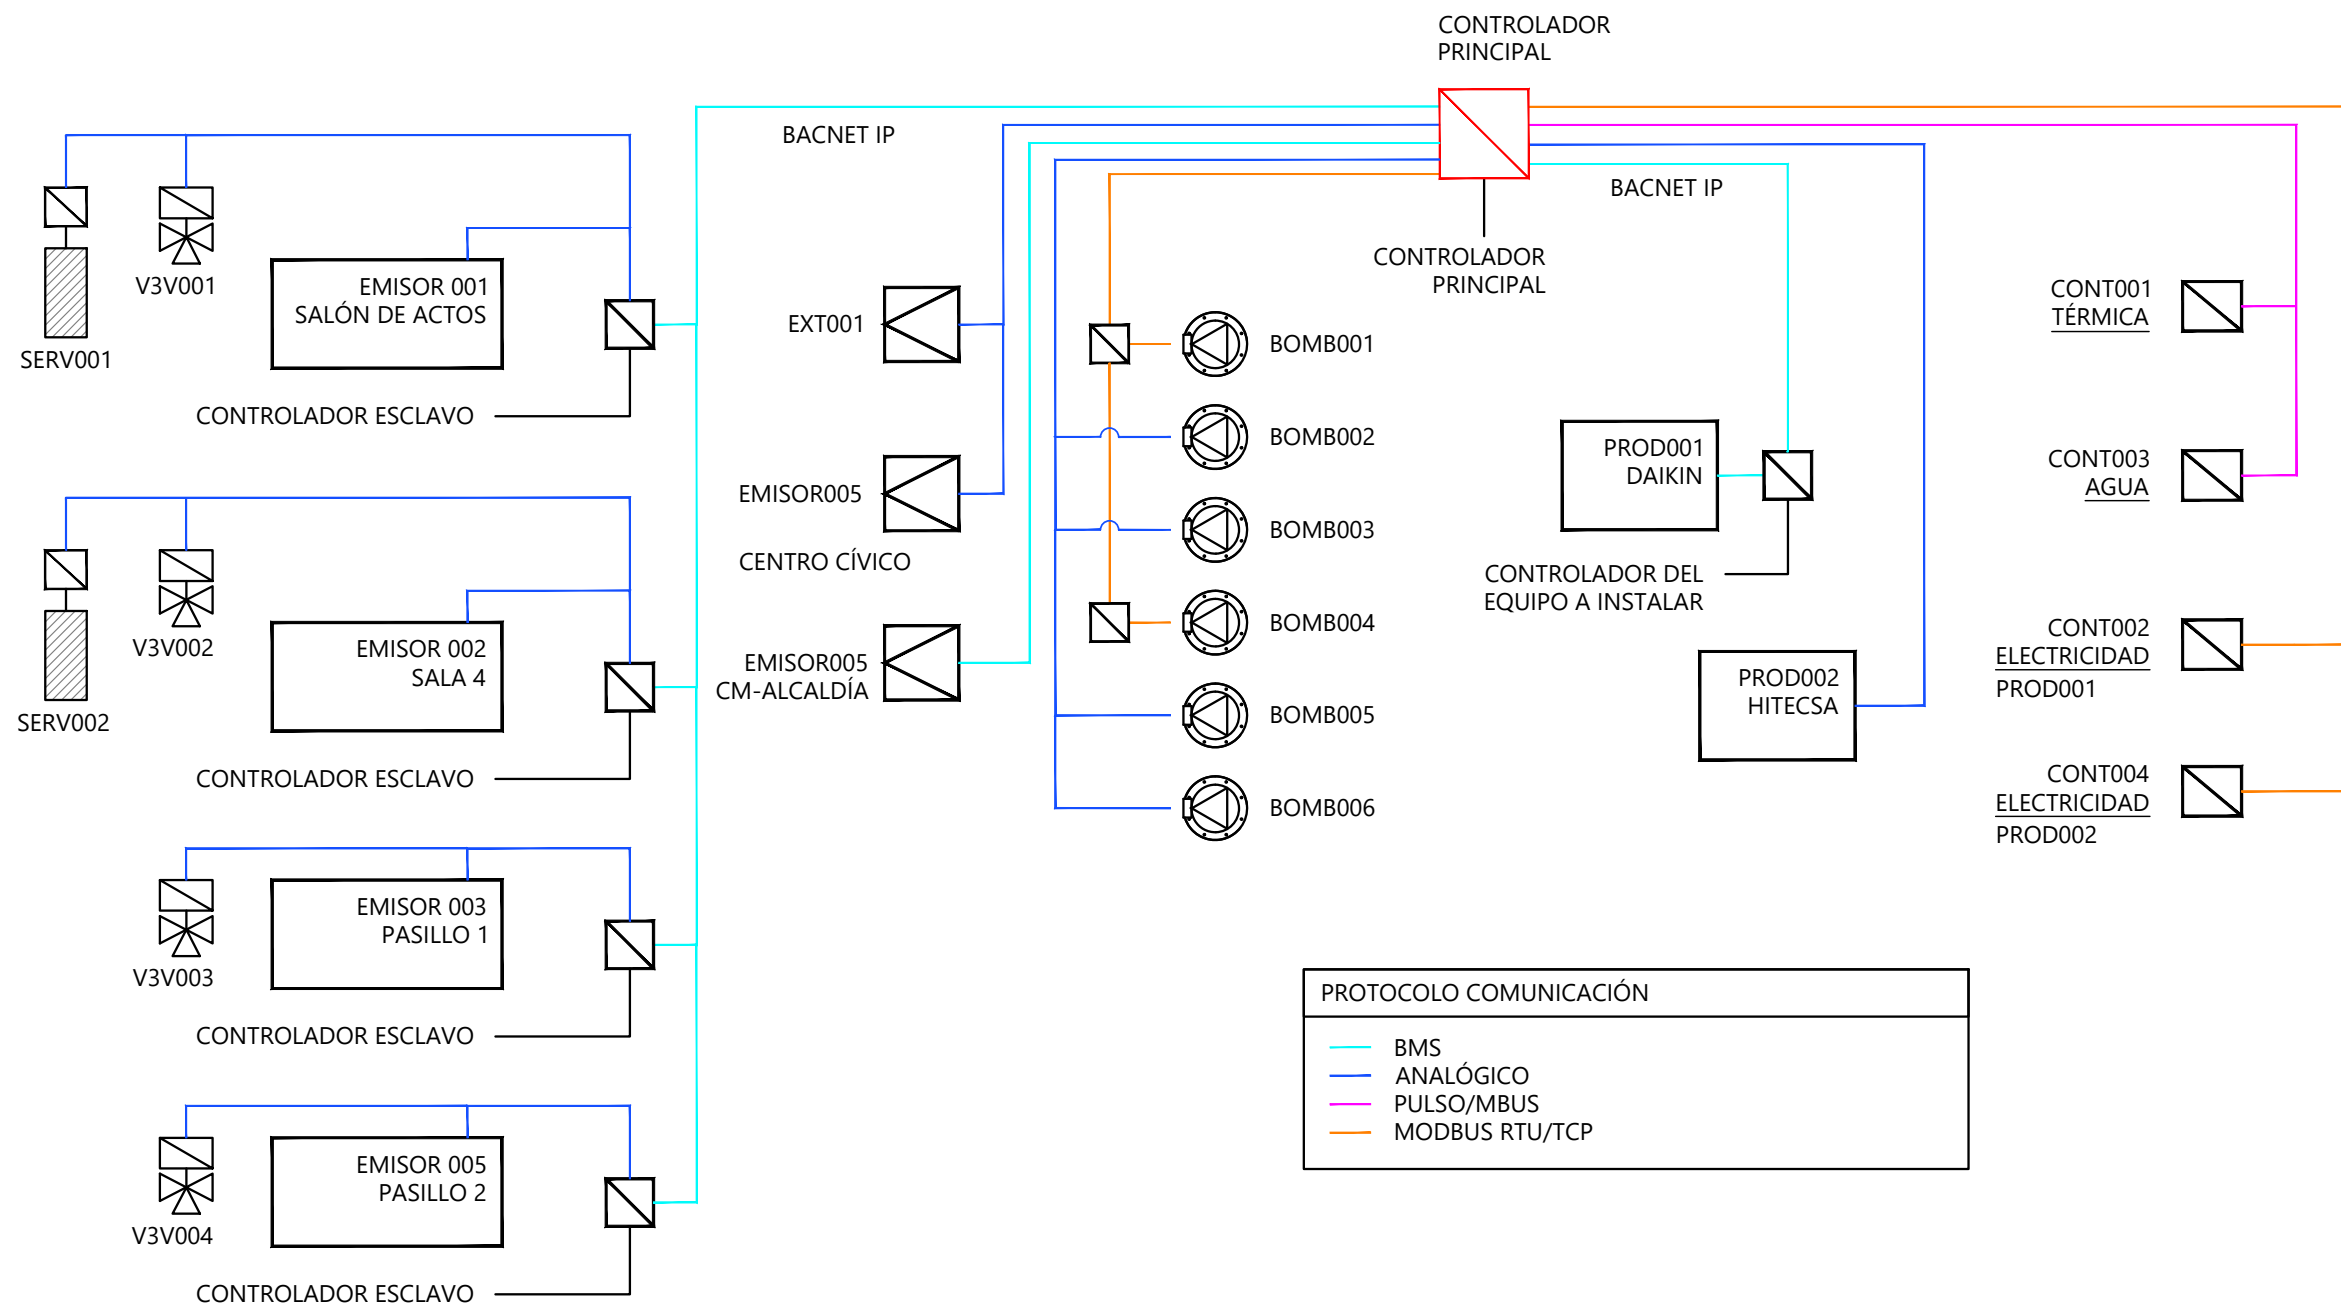 CONTROLADOR
PRINCIPAL
BACNET IP
BACNET IP
CONTROLADOR
PRINCIPAL
SERV001
V3V001
EMISOR 001
SALÓN DE ACTOS
CONTROLADOR ESCLAVO
SERV002
V3V002
EMISOR 002
SALA 4
CONTROLADOR ESCLAVO
V3V003
EMISOR 003
PASILLO 1
CONTROLADOR ESCLAVO
V3V004
EMISOR 005
PASILLO 2
CONTROLADOR ESCLAVO
EXT001
EMISOR005
CENTRO CÍVICO
EMISOR005
CM-ALCALDÍA
BOMB001
BOMB002
BOMB003
BOMB004
BOMB005
BOMB006
PROD001
DAIKIN
CONTROLADOR DEL
EQUIPO A INSTALAR
PROD002
HITECSA
CONT001
TÉRMICA
CONT003
AGUA
CONT002
ELECTRICIDAD
PROD001
CONT004
ELECTRICIDAD
PROD002
PROTOCOLO COMUNICACIÓN
BMS
ANALÓGICO
PULSO/MBUS
MODBUS RTU/TCP